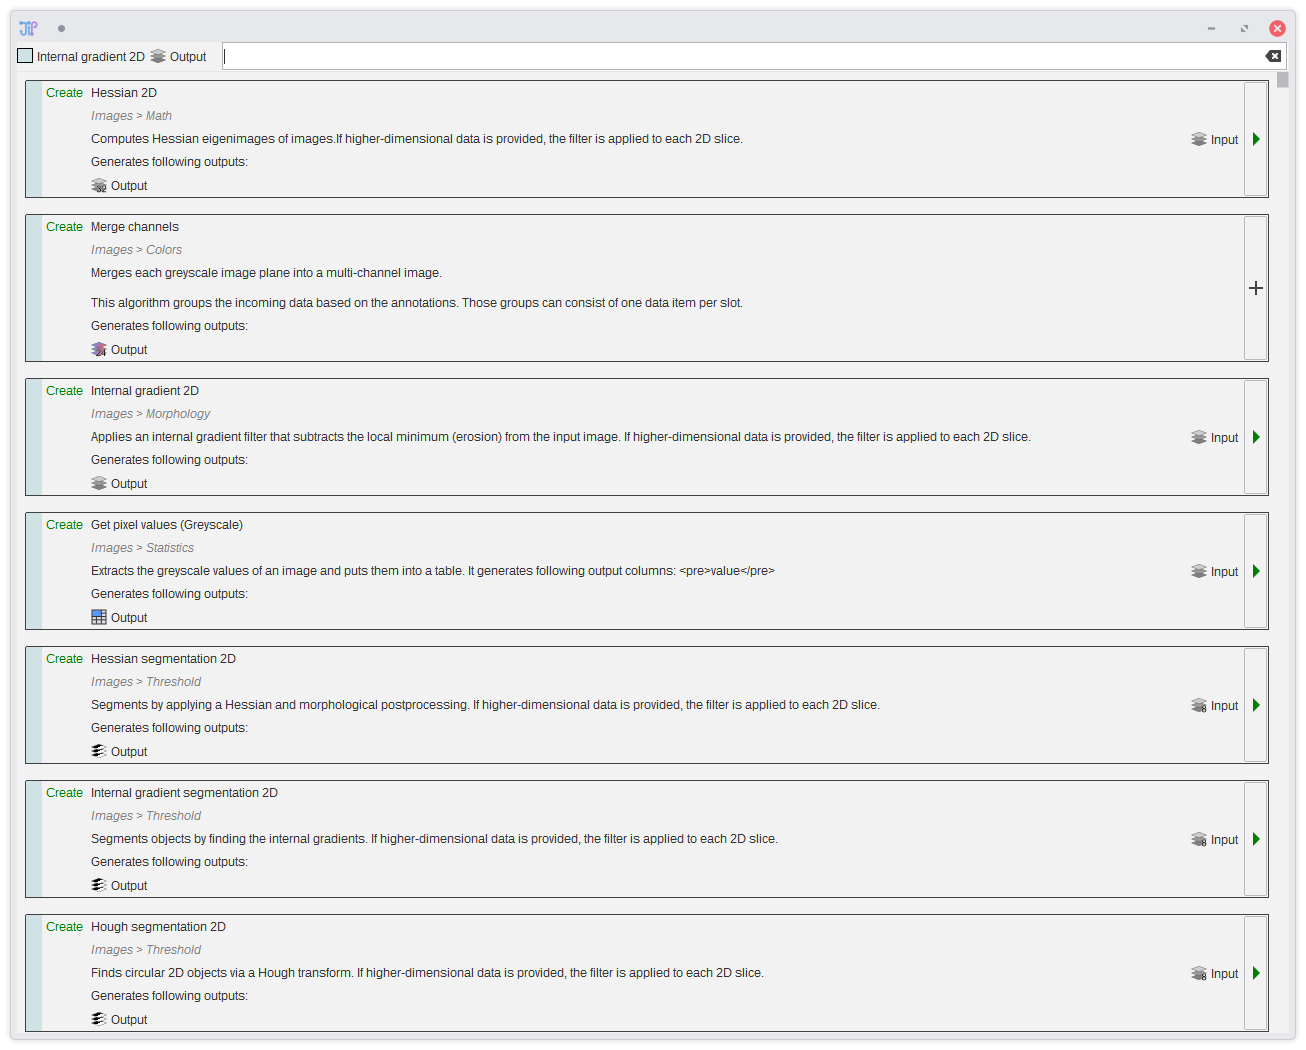 JIP
Internal gradient 2D Output
Create Hessian 2D
Images > Math
Computes Hessian eigenimages of images.If higher-dimensional data is provided, the filter is applied to each 2D slice.
Input
Generates following outputs:
32 Output
Create Merge channels
Images > Colors
Merges each greyscale image plane into a multi-channel image.
This algorithm groups the incoming data based on the annotations. Those groups can consist of one data item per slot.
Generates following outputs:
24 Output
Create Internal gradient 2D
Images > Morphology
Applies an internal gradient filter that subtracts the local minimum (erosion) from the input image. If higher-dimensional data is provided, the filter is applied to each 2D slice.
Input
Generates following outputs:
Output
Create Get pixel values (Greyscale)
Images > Statistics
Extracts the greyscale values of an image and puts them into a table. It generates following output columns: <pre>value</pre>
Input
Generates following outputs:
Output
Create Hessian segmentation 2D
Images > Threshold
Segments by applying a Hessian and morphological postprocessing. If higher-dimensional data is provided, the filter is applied to each 2D slice.
8 Input
Generates following outputs:
Output
Create Internal gradient segmentation 2D
Images > Threshold
Segments objects by finding the internal gradients. If higher-dimensional data is provided, the filter is applied to each 2D slice.
8 Input
Generates following outputs:
Output
Create Hough segmentation 2D
Images > Threshold
Finds circular 2D objects via a Hough transform. If higher-dimensional data is provided, the filter is applied to each 2D slice.
8 Input
Generates following outputs:
Output